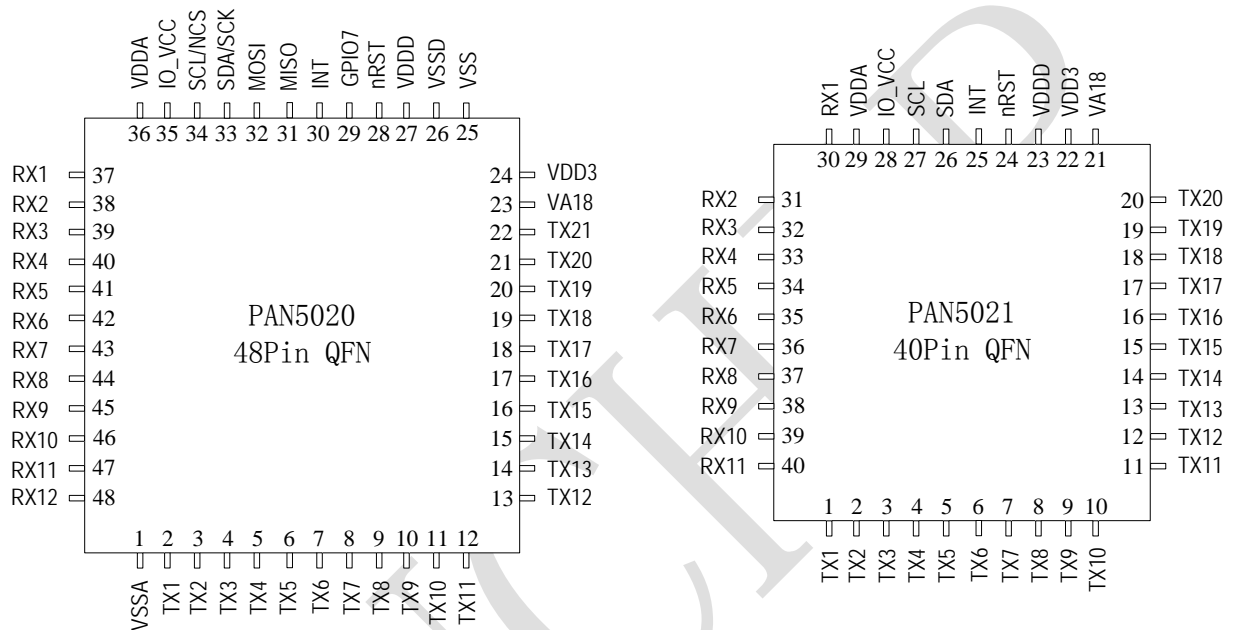 VDDA IO_VCC SCL/NCS SDA/SCK MOSI MISO INT GPIO7 nRST VDDD VSSD VSS
36 35 34 33 32 31 30 29 28 27 26 25
RX1 37 24 VDD3
RX2 38 23 VA18
RX3 39 22 TX21
RX4 40 21 TX20
RX5 41 20 TX19
RX6 42 19 TX18
RX7 43 18 TX17
RX8 44 17 TX16
RX9 45 16 TX15
RX10 46 15 TX14
RX11 47 14 TX13
RX12 48 13 TX12
PAN5020
48Pin QFN
1 2 3 4 5 6 7 8 9 10 11 12
VSSA TX1 TX2 TX3 TX4 TX5 TX6 TX7 TX8 TX9 TX10 TX11
RX1 VDDA IO_VCC SCL SDA INT nRST VDDD VDD3 VA18
30 29 28 27 26 25 24 23 22 21
RX2 31 20 TX20
RX3 32 19 TX19
RX4 33 18 TX18
RX5 34 17 TX17
RX6 35 16 TX16
RX7 36 15 TX15
RX8 37 14 TX14
RX9 38 13 TX13
RX10 39 12 TX12
RX11 40 11 TX11
PAN5021
40Pin QFN
1 2 3 4 5 6 7 8 9 10
TX1 TX2 TX3 TX4 TX5 TX6 TX7 TX8 TX9 TX10